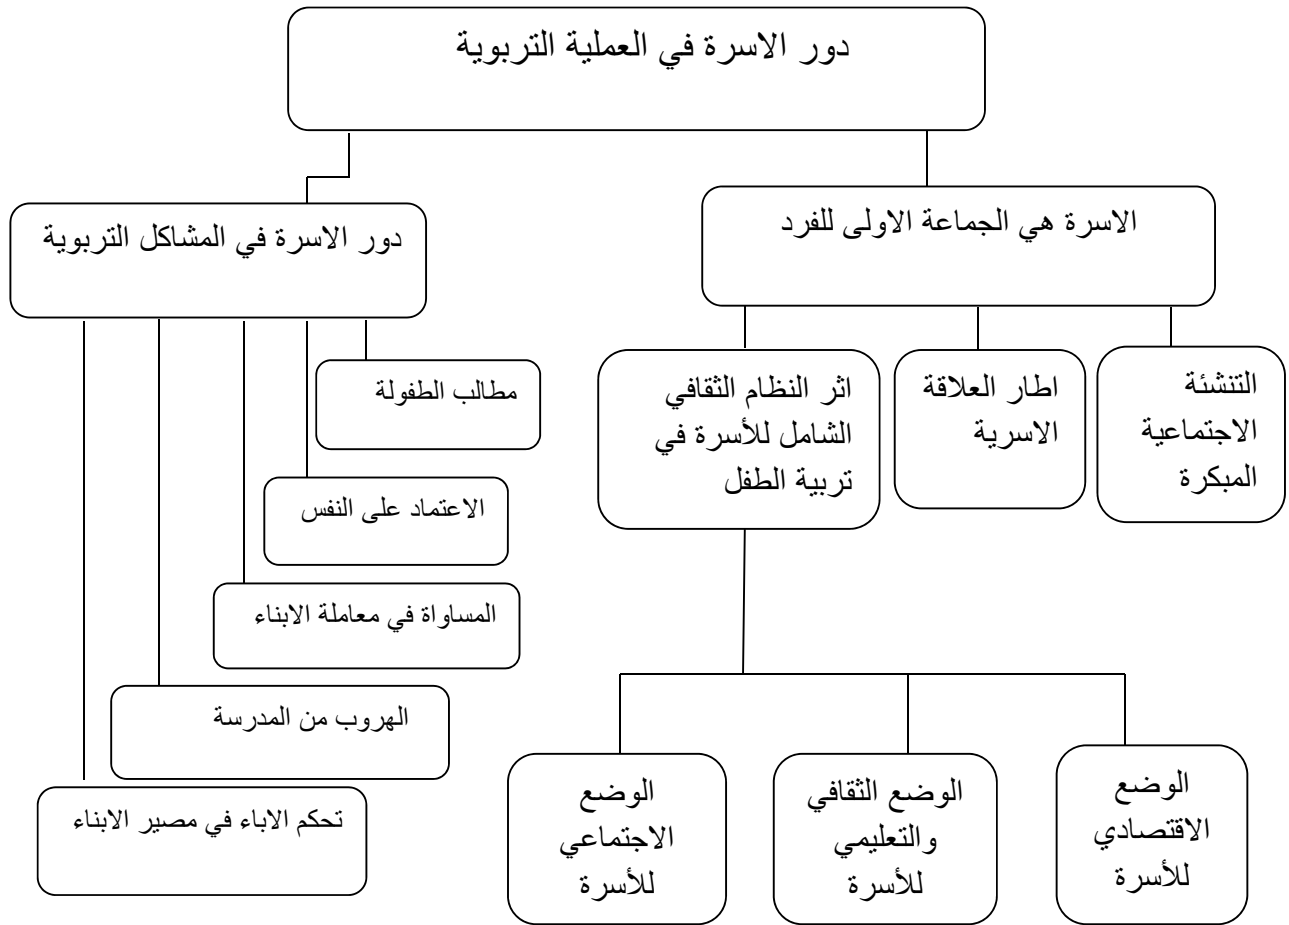 دور الاسرة في العملية التربوية
الاسرة هي الجماعة الاولى للفرد
دور الاسرة في المشاكل التربوية
التنشئة
الاجتماعية
المبكرة
اطار العلاقة
الاسرية
اثر النظام الثقافي
الشامل للأسرة في
تربية الطفل
مطالب الطفولة
الاعتماد على النفس
المساواة في معاملة الابناء
الهروب من المدرسة
تحكم الاباء في مصير الابناء
الوضع
الاقتصادي
للأسرة
الوضع الثقافي
والتعليمي
للأسرة
الوضع
الاجتماعي
للأسرة